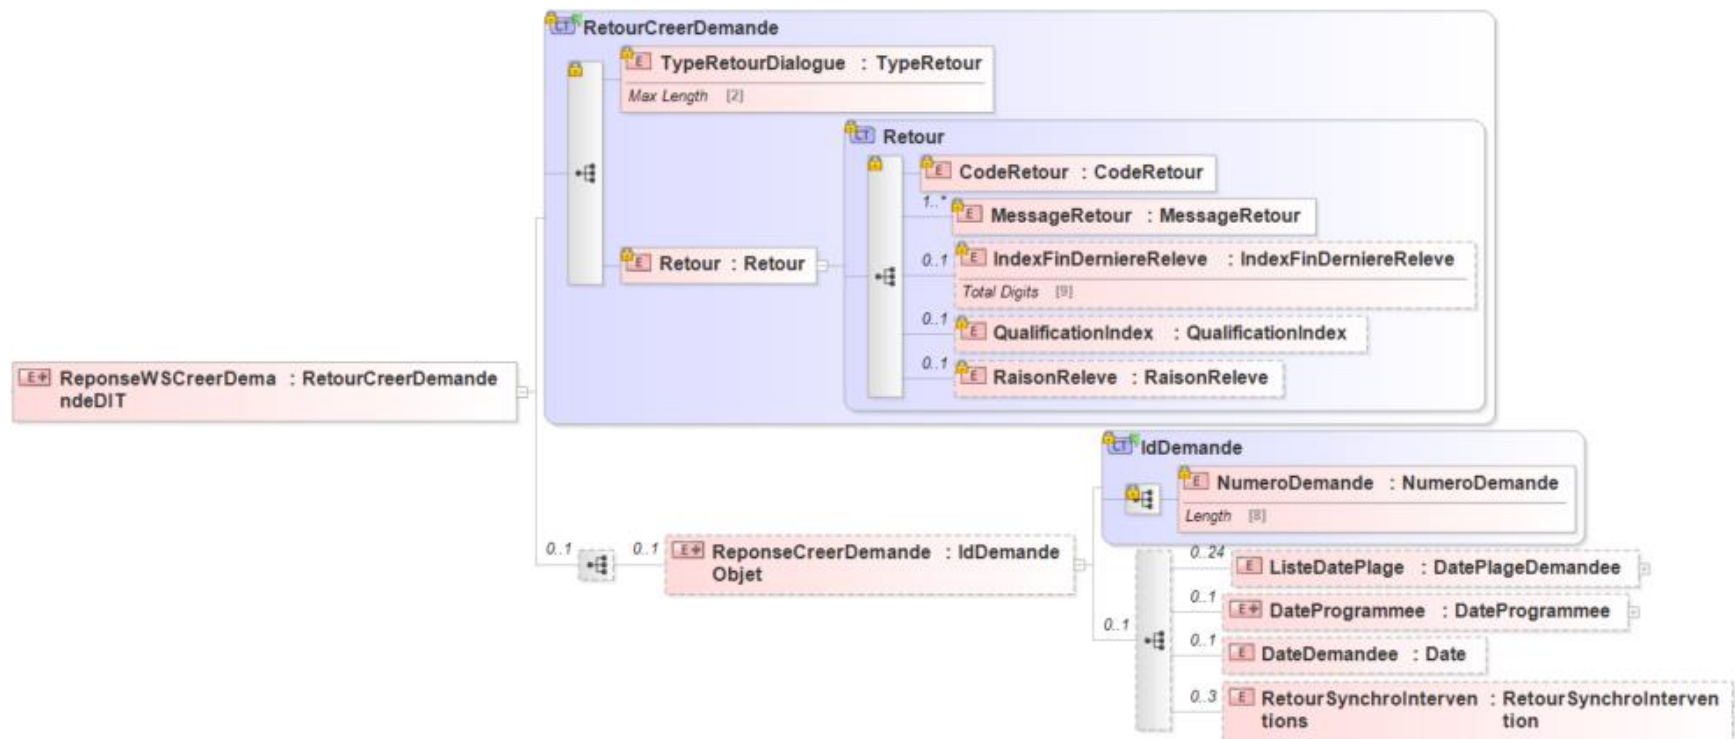 CT RetourCreerDemande
E TypeRetourDialogue : TypeRetour
Max Length [2]
CT Retour
E CodeRetour : CodeRetour
1..*
E MessageRetour : MessageRetour
0..1
E IndexFinDerniereReleve : IndexFinDerniereReleve
Total Digits [9]
E Retour : Retour
0..1
E QualificationIndex : QualificationIndex
0..1
E RaisonReleve : RaisonReleve
E+ ReponseWSCreerDema : RetourCreerDemande
ndeDIT
CT IdDemande
E NumeroDemande : NumeroDemande
Length [8]
0..1
0..1
E+ ReponseCreerDemande : IdDemande
Objet
0..24
E ListeDatePlage : DatePlageDemandee
0..1
E+ DateProgrammee : DateProgrammee
0..1
0..1
E DateDemandee : Date
0..3
E RetourSynchroInterven : RetourSynchroInterven
tions tion